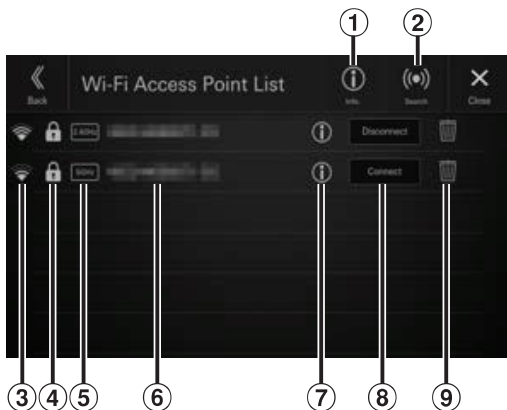 1 2
Back Wi-Fi Access Point List Info. Search Close
2.4GHz Disconnect
5GHz Connect
3 4 5 6 7 8 9